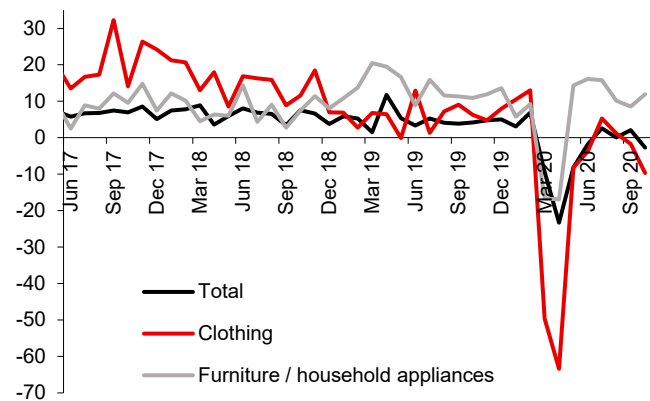 30
20
10
0
-10
-20
-30
-40
-50
-60
-70
Jun 17
Sep 17
Dec 17
Mar 18
Jun 18
Sep 18
Dec 18
Mar 19
Jun 19
Sep 19
Dec 19
Mar 20
Jun 20
Sep 20
Total
Clothing
Furniture / household appliances